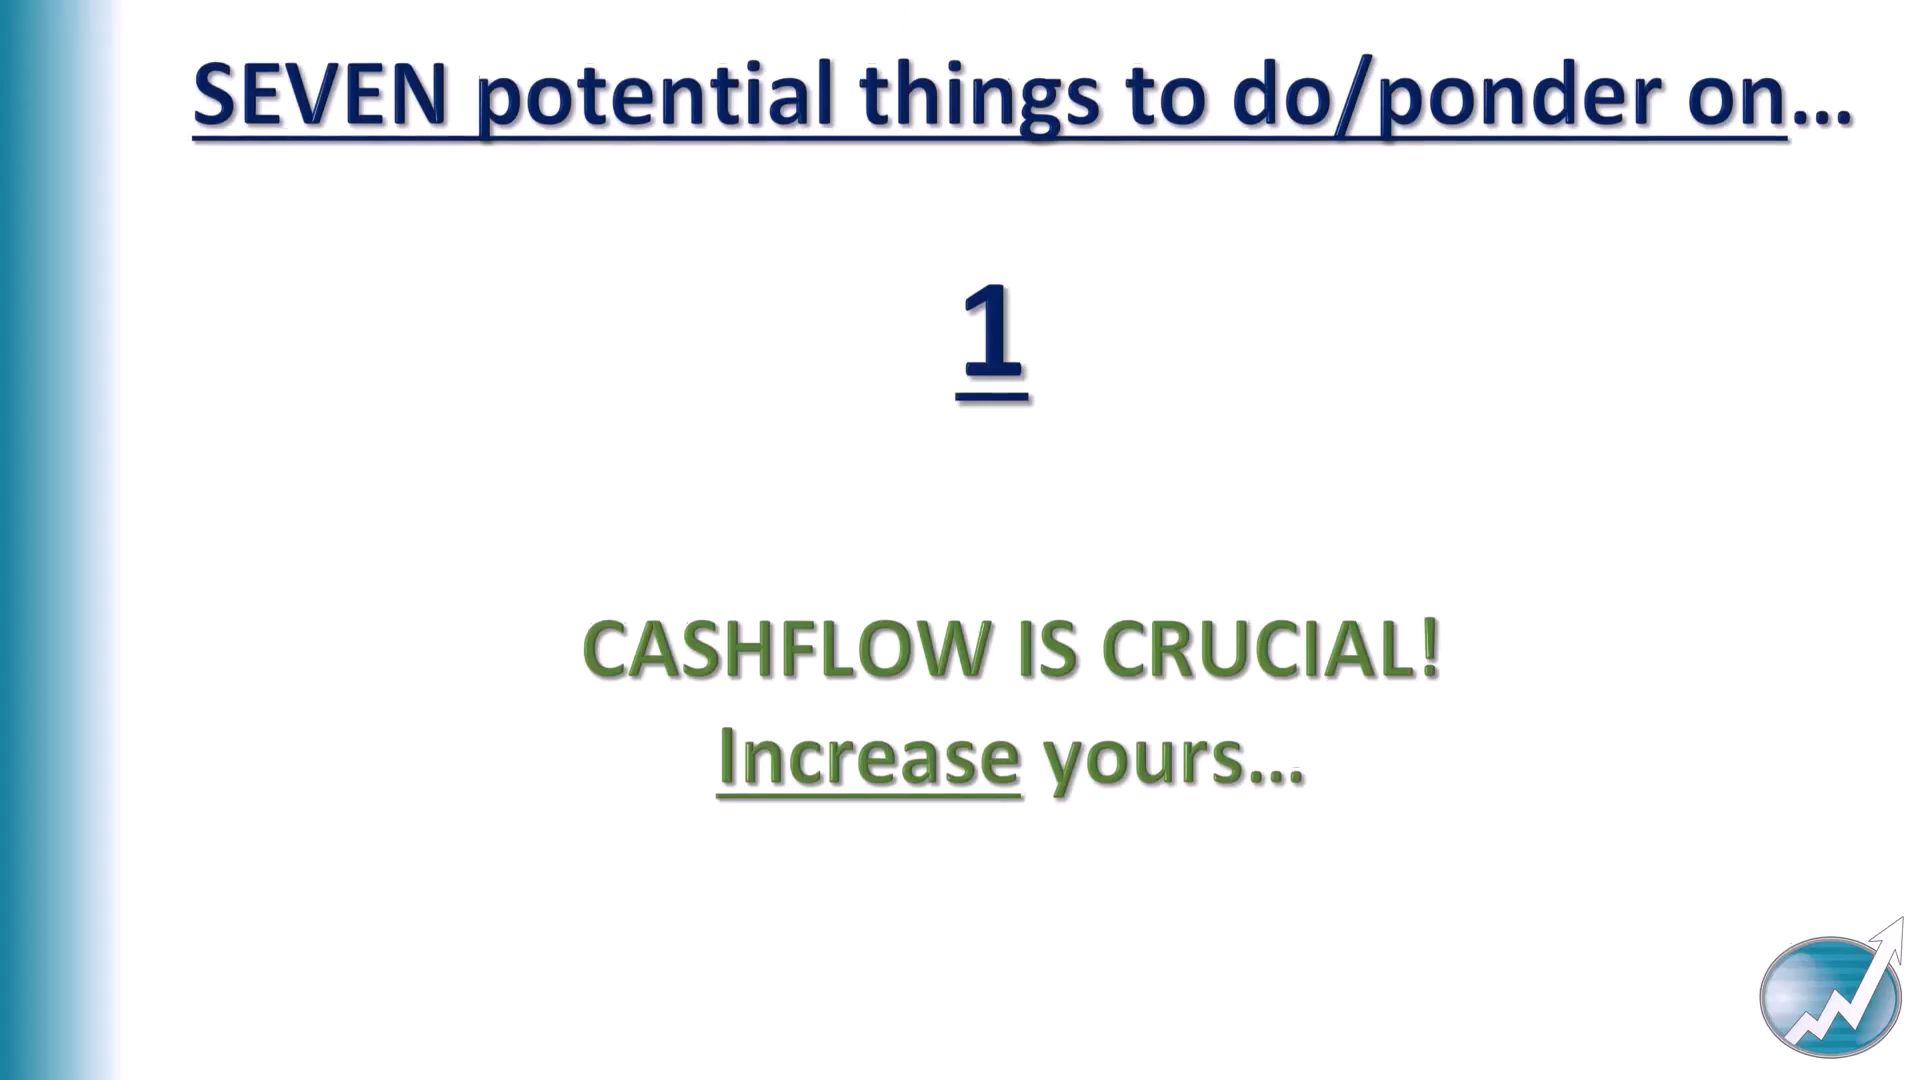 SEVEN potential things to do/ponder on...
1
CASHFLOW IS CRUCIAL!
Increase yours...